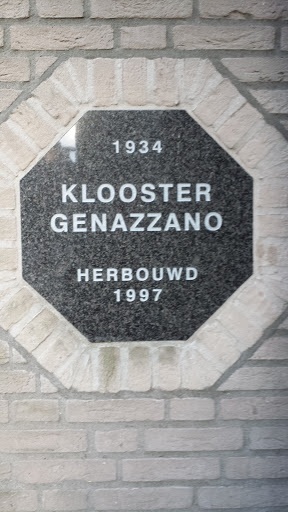 1934
KLOOSTER
GENAZZANO
HERBOUWD
1997